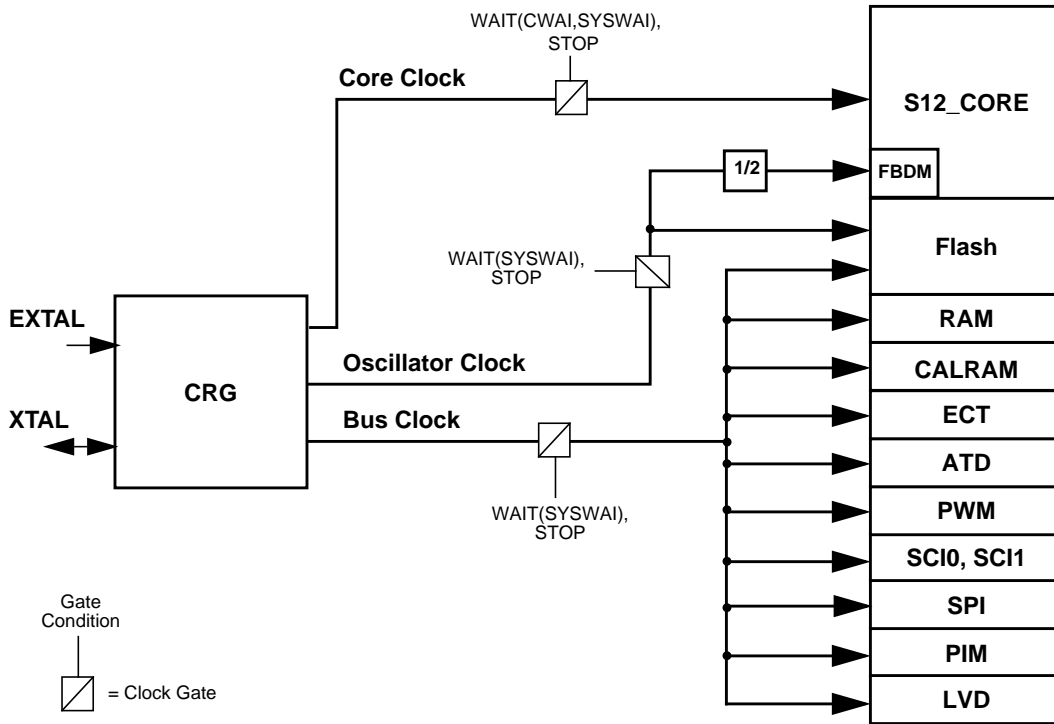 WAIT(CWAI,SYSWAI),
STOP
Core Clock
S12_CORE
1/2
FBDM
WAIT(SYSWAI),
STOP
Flash
EXTAL
RAM
Oscillator Clock
CALRAM
CRG
XTAL
Bus Clock
ECT
ATD
WAIT(SYSWAI),
STOP
PWM
SCI0, SCI1
SPI
Gate
Condition
PIM
= Clock Gate
LVD